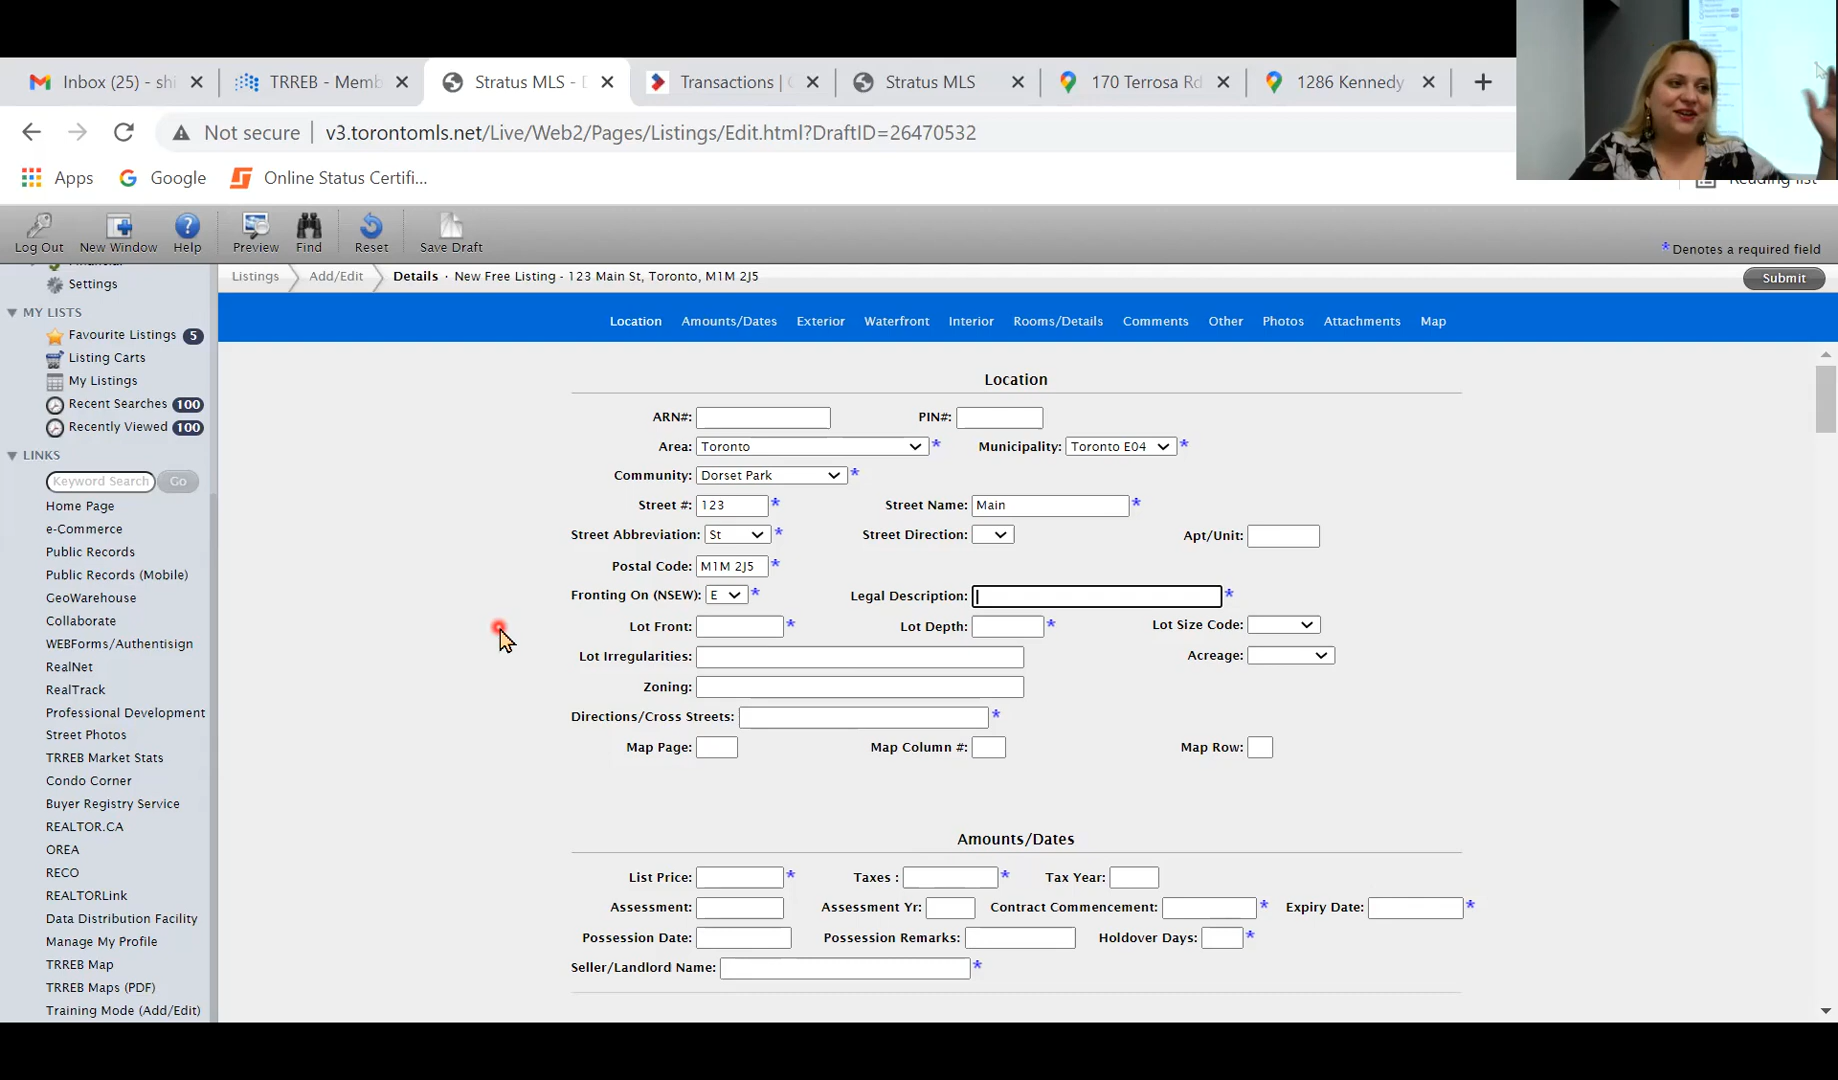 Inbox (25) - shi
TRREB - Memb
Stratus MLS - D
Transactions | C
Stratus MLS
170 Terrosa Rd
1286 Kennedy
Not secure v3.torontomls.net/Live/Web2/Pages/Listings/Edit.html?DraftID=26470532
Apps Google Online Status Certifi... Reading list
Log Out New Window Help Preview Find Reset Save Draft
* Denotes a required field
Listings Add/Edit Details · New Free Listing - 123 Main St, Toronto, M1M 2J5 Submit
Location Amounts/Dates Exterior Waterfront Interior Rooms/Details Comments Other Photos Attachments Map
Financial
Settings
MY LISTS
Favourite Listings 5
Listing Carts
My Listings
Recent Searches 100
Recently Viewed 100
LINKS
Keyword Search Go
Home Page
e-Commerce
Public Records
Public Records (Mobile)
GeoWarehouse
Collaborate
WEBForms/Authentisign
RealNet
RealTrack
Professional Development
Street Photos
TRREB Market Stats
Condo Corner
Buyer Registry Service
REALTOR.CA
OREA
RECO
REALTORLink
Data Distribution Facility
Manage My Profile
TRREB Map
TRREB Maps (PDF)
Training Mode (Add/Edit)
Location
ARN#: PIN#:
Area: Toronto * Municipality: Toronto E04 *
Community: Dorset Park *
Street #: 123 * Street Name: Main *
Street Abbreviation: St * Street Direction: Apt/Unit:
Postal Code: M1M 2J5 *
Fronting On (NSEW): E * Legal Description: *
Lot Front: * Lot Depth: * Lot Size Code:
Lot Irregularities: Acreage:
Zoning:
Directions/Cross Streets: *
Map Page: Map Column #: Map Row:
Amounts/Dates
List Price: * Taxes : * Tax Year:
Assessment: Assessment Yr: Contract Commencement: * Expiry Date: *
Possession Date: Possession Remarks: Holdover Days: *
Seller/Landlord Name: *